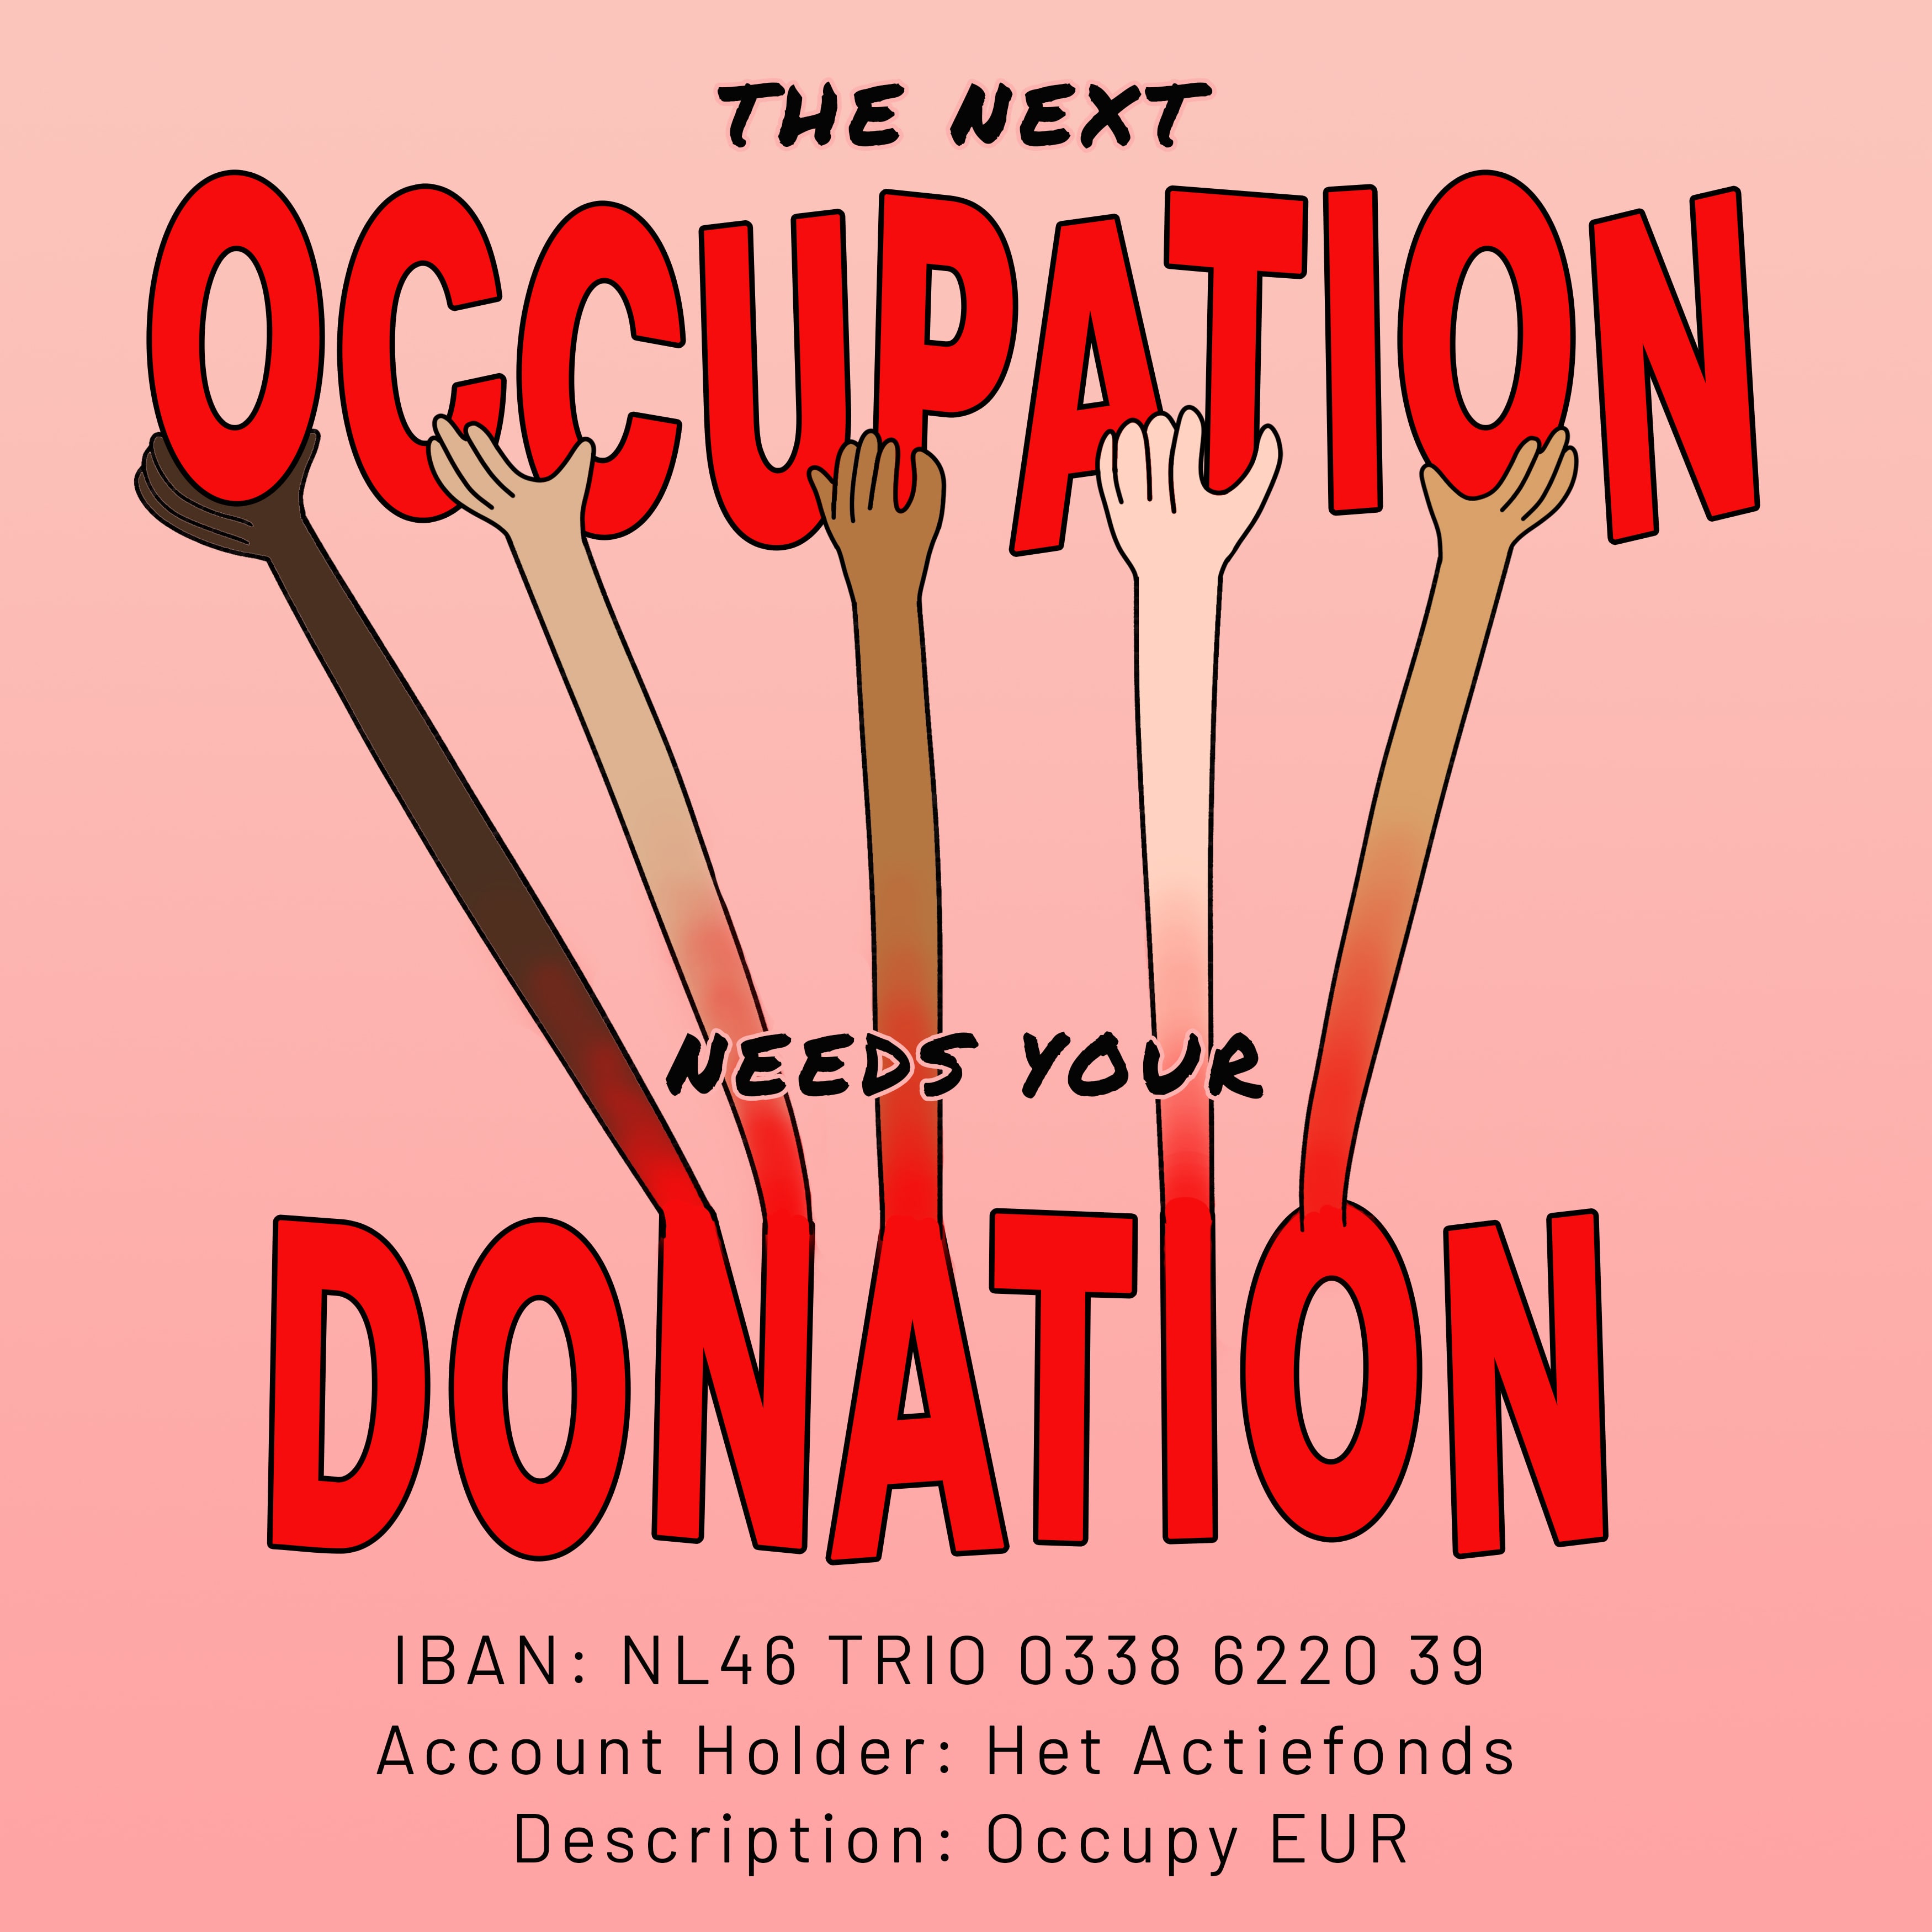 THE NEXT
OCCUPATION
NEEDS YOUR
DONATION
IBAN: NL46 TRIO 0338 6220 39
Account Holder: Het Actiefonds
Description: Occupy EUR